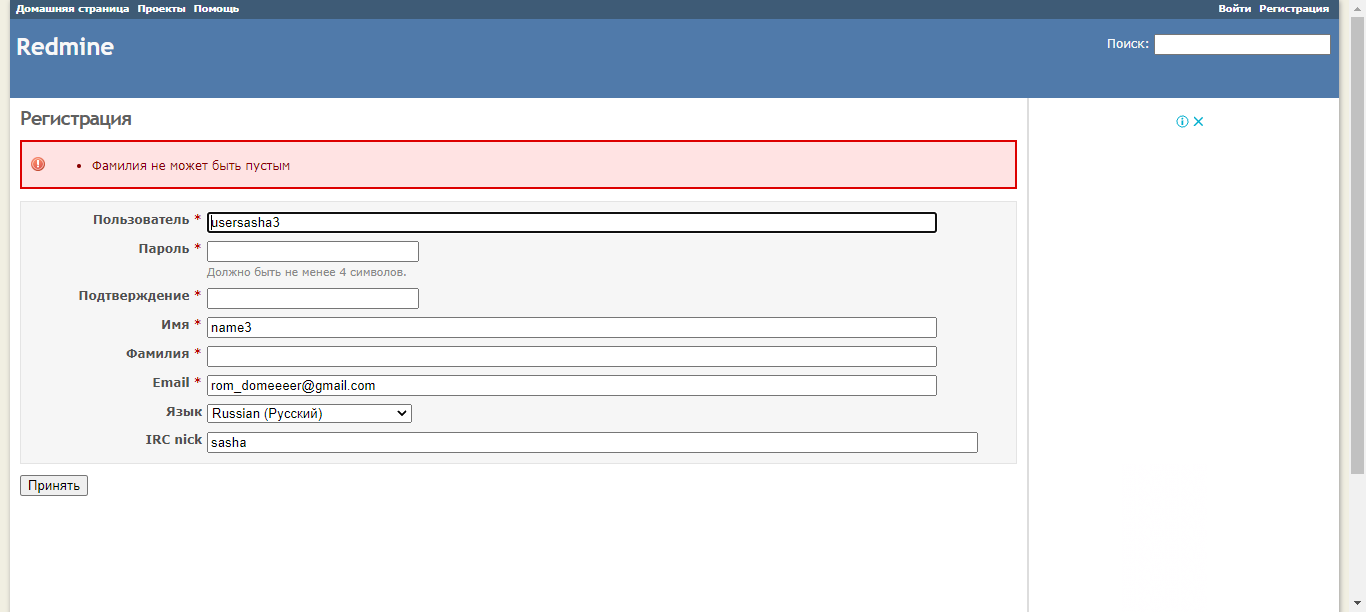 Домашняя страница Проекты Помощь Войти Регистрация
Redmine Поиск:
Регистрация
Фамилия не может быть пустым
Пользователь * usersasha3
Пароль *
Должно быть не менее 4 символов.
Подтверждение *
Имя * name3
Фамилия *
Email * rom_domeeeer@gmail.com
Язык Russian (Русский)
IRC nick sasha
Принять